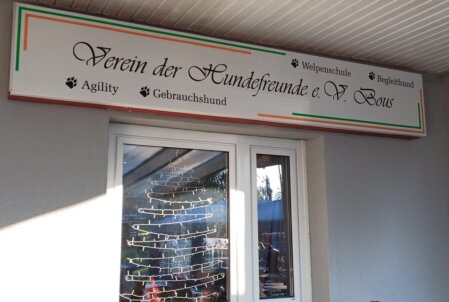 Verein der Hundefreunde e. V. Bous
Welpenschule
Begleithund
Agility
Gebrauchshund